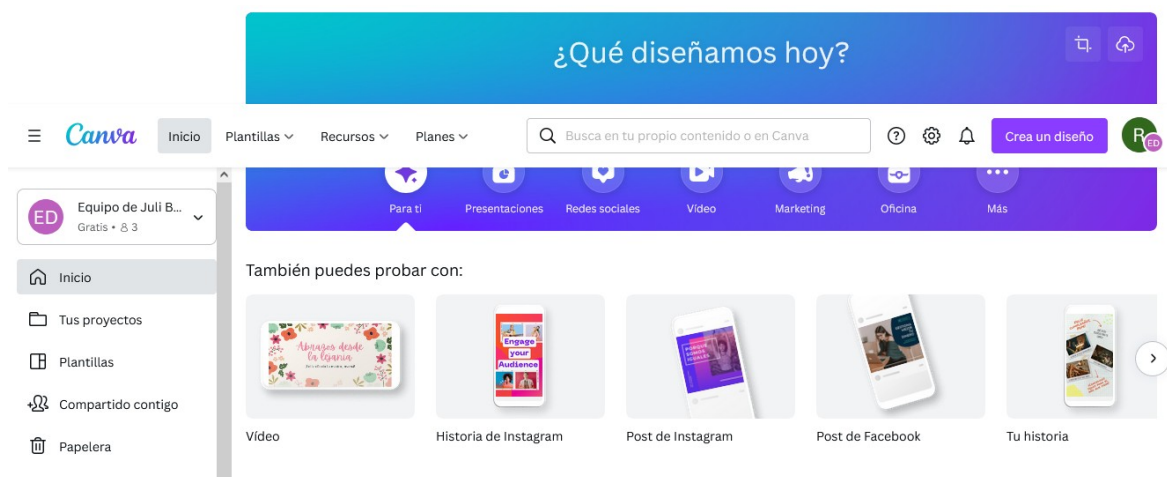 ¿Qué diseñamos hoy?
Canva
Inicio
Plantillas
Recursos
Planes
Busca en tu propio contenido o en Canva
Crea un diseño
R
ED
ED
Equipo de Juli B...
Gratis • 3
Para ti
Presentaciones
Redes sociales
Vídeo
Marketing
Oficina
Más
Inicio
Tus proyectos
Plantillas
Compartido contigo
Papelera
También puedes probar con:
Abrazos desde
la lejanía
Engage
your
Audience
PORQUE
SOMOS
IDEALES
Vídeo
Historia de Instagram
Post de Instagram
Post de Facebook
Tu historia